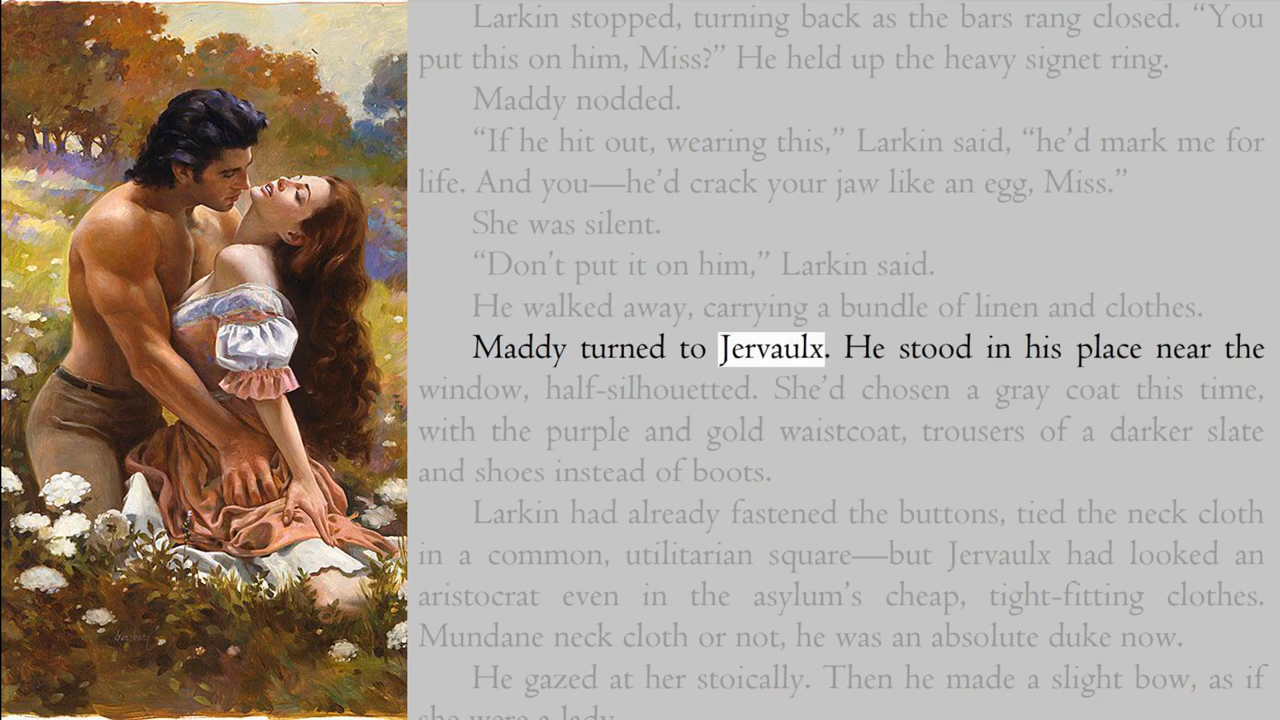 Larkin stopped, turning back as the bars rang closed. “You
put this on him, Miss?” He held up the heavy signet ring.
Maddy nodded.
“If he hit out, wearing this,” Larkin said, “he’d mark me for
life. And you—he’d crack your jaw like an egg, Miss.”
She was silent.
“Don’t put it on him,” Larkin said.
He walked away, carrying a bundle of linen and clothes.
Maddy turned to Jervaulx. He stood in his place near the
window, half-silhouetted. She’d chosen a gray coat this time,
with the purple and gold waistcoat, trousers of a darker slate
and shoes instead of boots.
Larkin had already fastened the buttons, tied the neck cloth
in a common, utilitarian square—but Jervaulx had looked an
aristocrat even in the asylum’s cheap, tight-fitting clothes.
Mundane neck cloth or not, he was an absolute duke now.
He gazed at her stoically. Then he made a slight bow, as if
she were a lady.